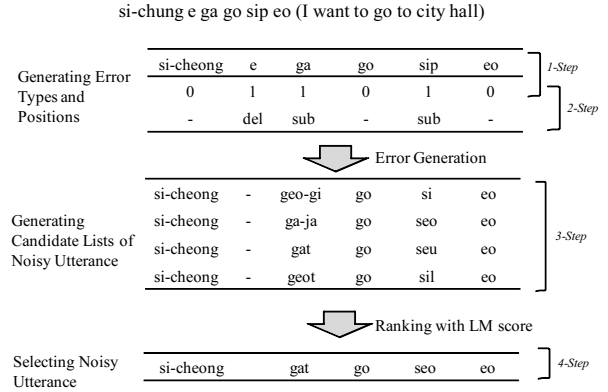 si-chung e ga go sip eo (I want to go to city hall)
si-cheong e ga go sip eo
1-Step
Generating Error Types and Positions
0 1 1 0 1 0
2-Step
- del sub - sub -
Error Generation
si-cheong - geo-gi go si eo
Generating Candidate Lists of Noisy Utterance
si-cheong - ga-ja go seo eo
3-Step
si-cheong - gat go seu eo
si-cheong - geot go sil eo
Ranking with LM score
Selecting Noisy Utterance
si-cheong gat go seo eo
4-Step